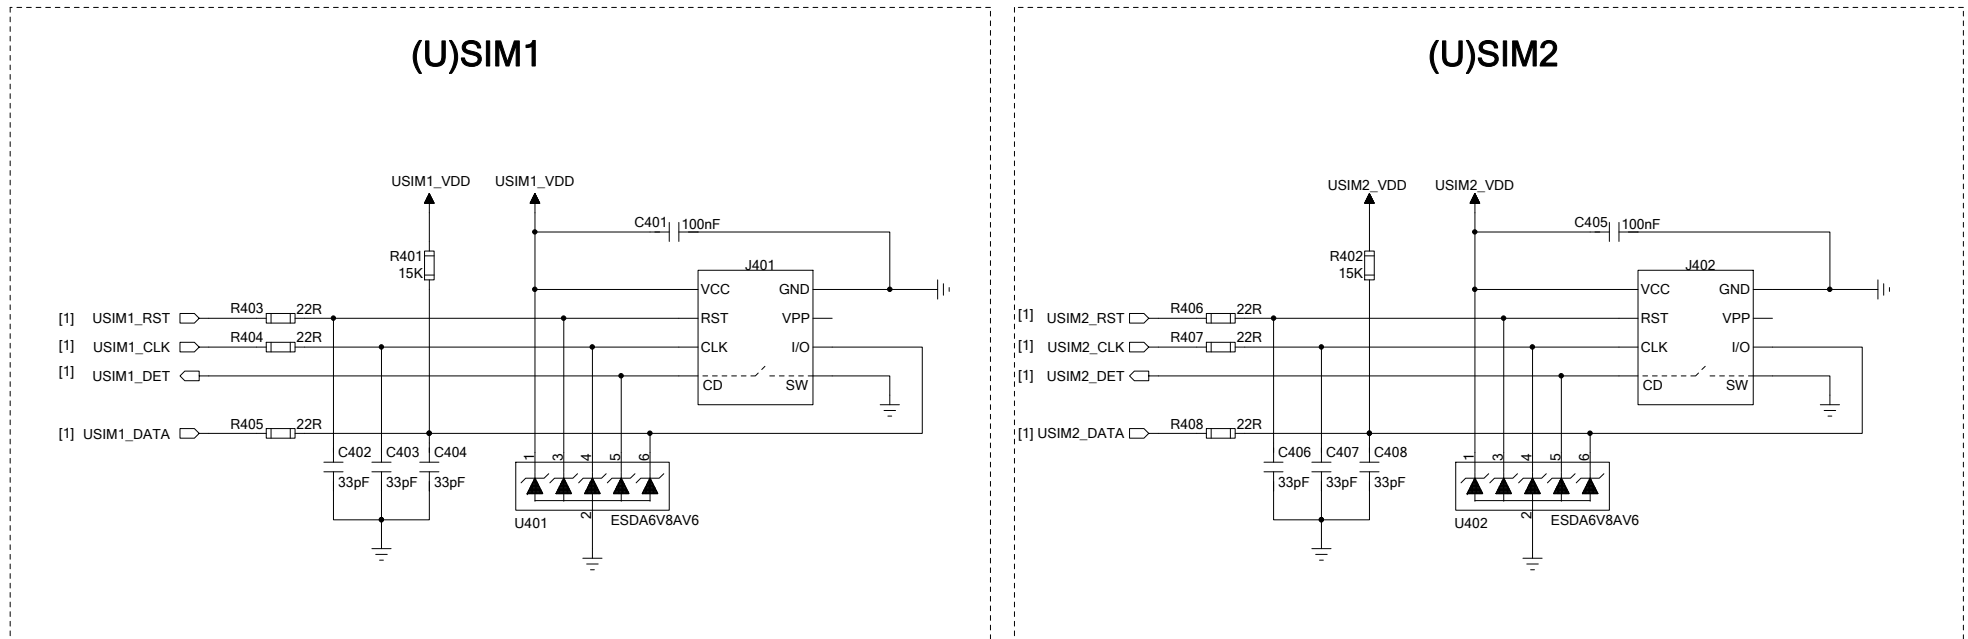 (U)SIM1
USIM1_VDD USIM1_VDD
C401 100nF
R401
15K
J401
VCC GND
[1] USIM1_RST R403 22R RST VPP
[1] USIM1_CLK R404 22R CLK I/O
[1] USIM1_DET CD SW
[1] USIM1_DATA R405 22R
C402 C403 C404 1 3 4 5 6
33pF 33pF 33pF
U401 2 ESDA6V8AV6
(U)SIM2
USIM2_VDD USIM2_VDD
C405 100nF
R402
15K
J402
VCC GND
[1] USIM2_RST R406 22R RST VPP
[1] USIM2_CLK R407 22R CLK I/O
[1] USIM2_DET CD SW
[1] USIM2_DATA R408 22R
C406 C407 C408 1 3 4 5 6
33pF 33pF 33pF
U402 2 ESDA6V8AV6